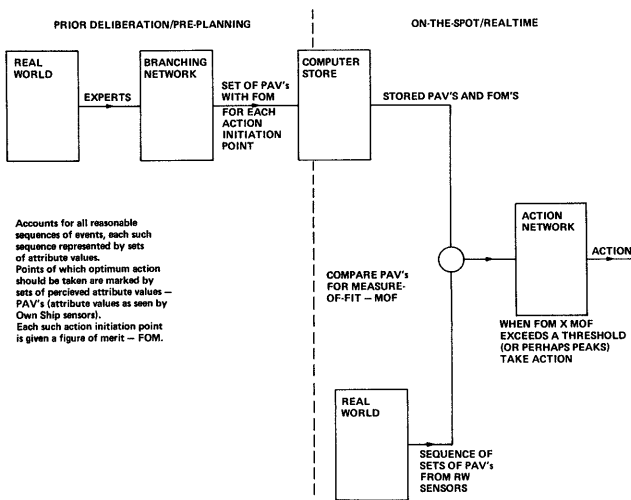 PRIOR DELIBERATION/PRE-PLANNING
ON-THE-SPOT/REALTIME
REAL
WORLD
EXPERTS
BRANCHING
NETWORK
SET OF PAV's
WITH FOM
FOR EACH
ACTION
INITIATION
POINT
COMPUTER
STORE
STORED PAV'S AND FOM'S
Accounts for all reasonable
sequences of events, each such
sequence represented by sets
of attribute values.
Points of which optimum action
should be taken are marked by
sets of percieved attribute values —
PAV's (attribute values as seen by
Own Ship sensors).
Each such action initiation point
is given a figure of merit — FOM.
COMPARE PAV's
FOR MEASURE-
OF-FIT — MOF
ACTION
NETWORK
ACTION
WHEN FOM X MOF
EXCEEDS A THRESHOLD
(OR PERHAPS PEAKS)
TAKE ACTION
REAL
WORLD
SEQUENCE OF
SETS OF PAV's
FROM RW
SENSORS